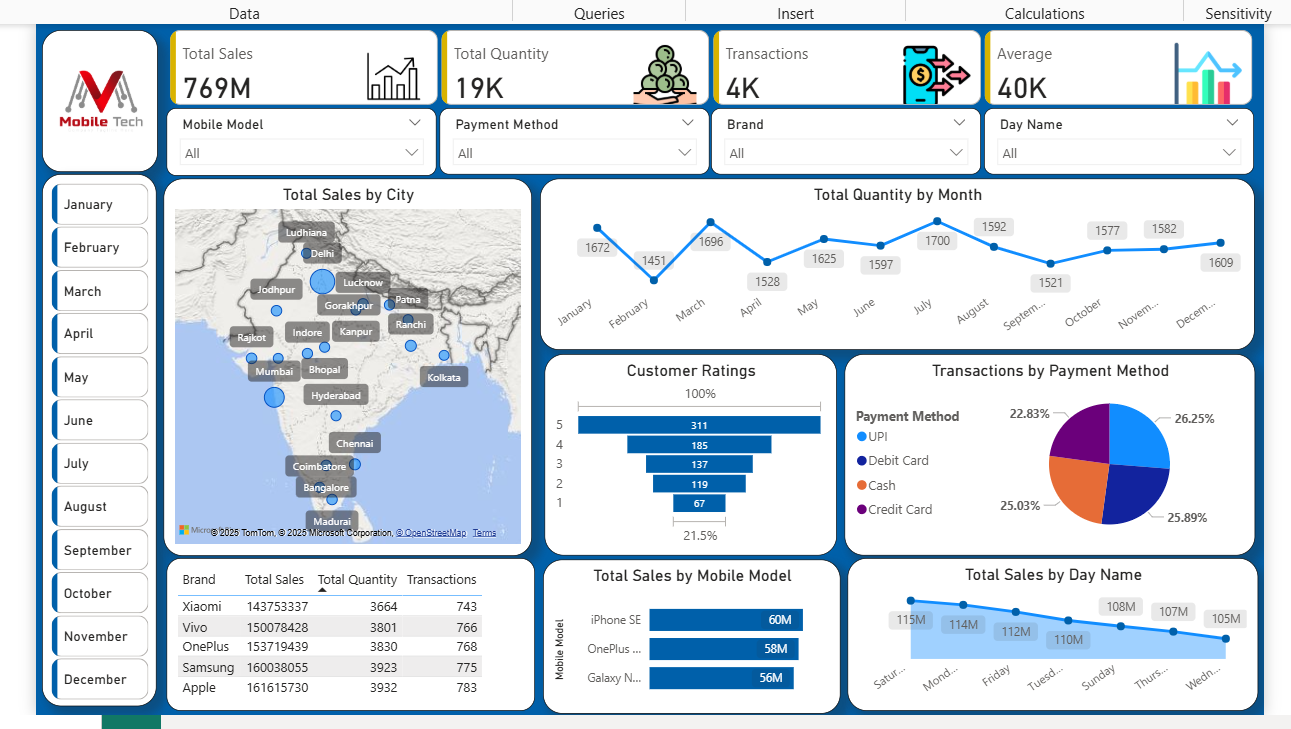 Data Queries Insert Calculations Sensitivity
Mobile Tech
Total Sales
769M
Total Quantity
19K
Transactions
4K
Average
40K
Mobile Model
All
Payment Method
All
Brand
All
Day Name
All
January
February
March
April
May
June
July
August
September
October
November
December
Total Sales by City
Ludhiana
Delhi
Lucknow
Jodhpur
Gorakhpur
Patna
Ranchi
Indore
Kanpur
Rajkot
Mumbai
Bhopal
Kolkata
Hyderabad
Chennai
Coimbatore
Bangalore
Madurai
© 2025 TomTom, © 2025 Microsoft Corporation, © OpenStreetMap Terms
Total Quantity by Month
1672
1451
1696
1528
1625
1597
1700
1592
1521
1577
1582
1609
January
February
March
April
May
June
July
August
Septem...
October
Novem...
Decem...
Customer Ratings
100%
5 311
4 185
3 137
2 119
1 67
21.5%
Transactions by Payment Method
Payment Method
UPI
Debit Card
Cash
Credit Card
22.83%
26.25%
25.03%
25.89%
Brand Total Sales Total Quantity Transactions
Xiaomi 143753337 3664 743
Vivo 150078428 3801 766
OnePlus 153719439 3830 768
Samsung 160038055 3923 775
Apple 161615730 3932 783
Total Sales by Mobile Model
Mobile Model
iPhone SE 60M
OnePlus ... 58M
Galaxy N... 56M
Total Sales by Day Name
115M
114M
112M
110M
108M
107M
105M
Satur...
Mond...
Friday
Tuesd...
Sunday
Thurs...
Wedn...